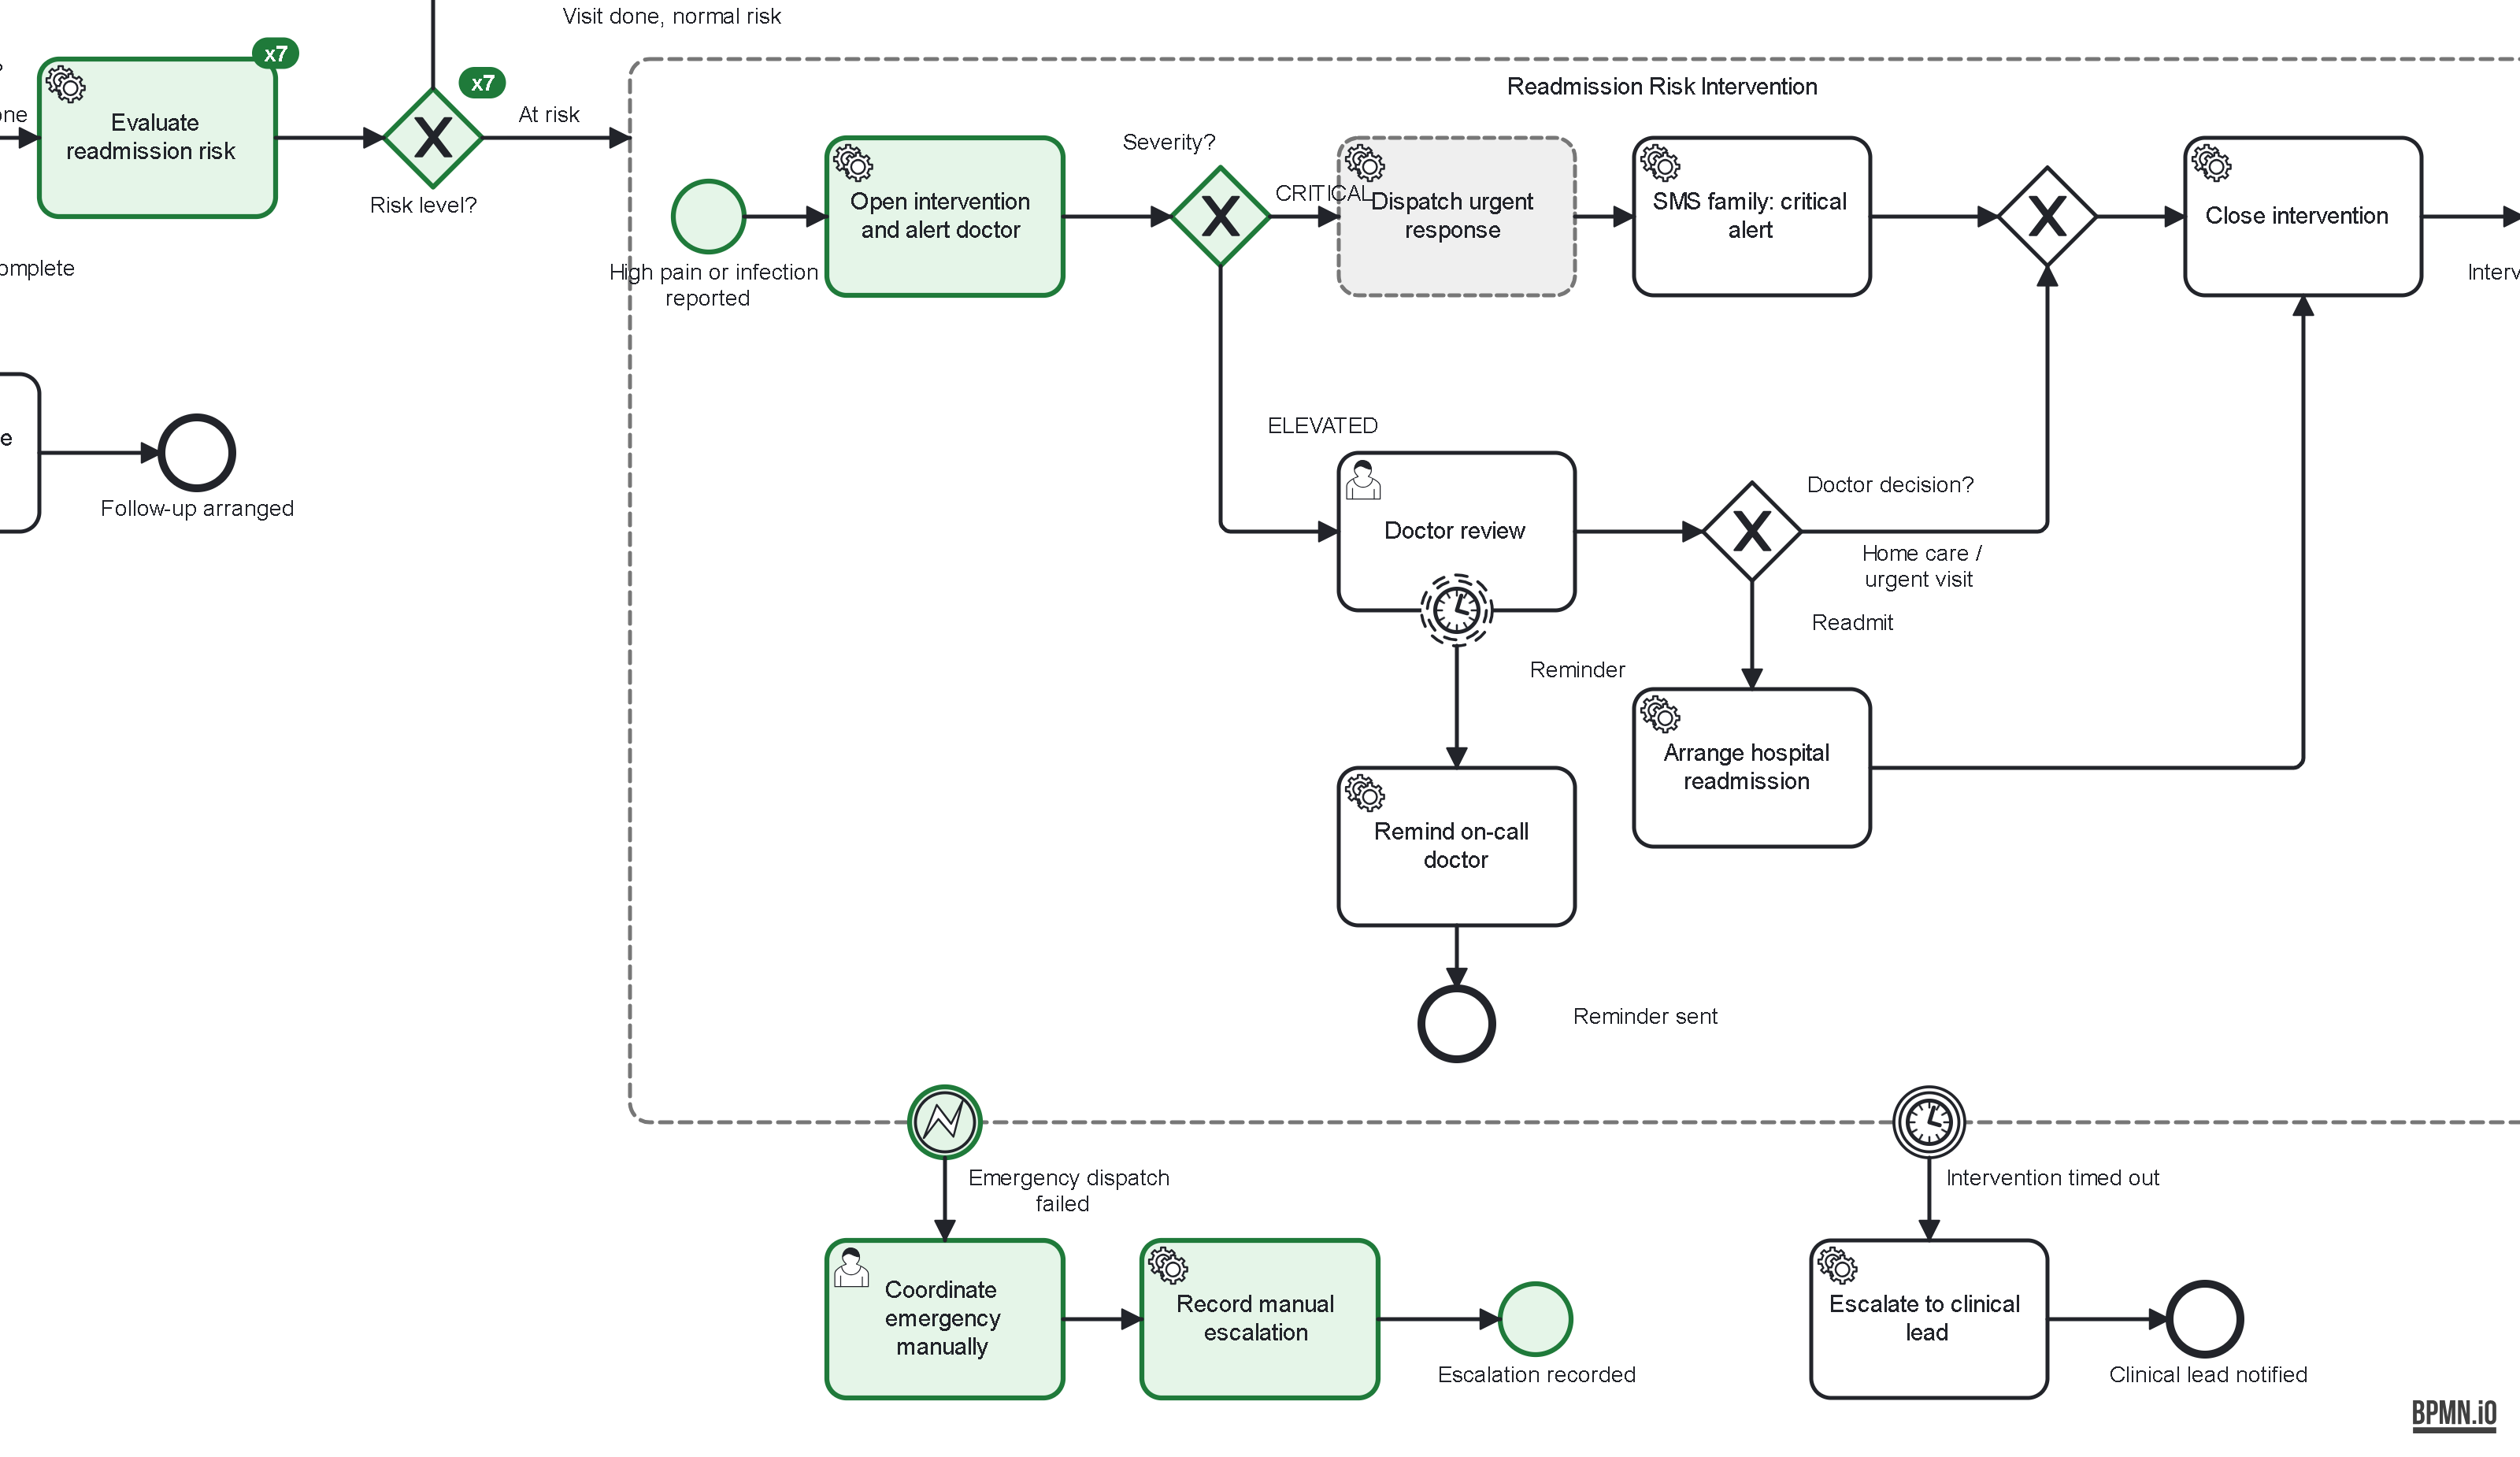 Visit done, normal risk
x7
x7
Evaluate
readmission risk
At risk
Risk level?
Readmission Risk Intervention
Severity?
CRITICAL
Open intervention
and alert doctor
Dispatch urgent
response
SMS family: critical
alert
Close intervention
High pain or infection
reported
ELEVATED
Follow-up arranged
Doctor review
Doctor decision?
Home care /
urgent visit
Readmit
Reminder
Arrange hospital
readmission
Remind on-call
doctor
Reminder sent
Emergency dispatch
failed
Intervention timed out
Coordinate
emergency
manually
Record manual
escalation
Escalate to clinical
lead
Escalation recorded
Clinical lead notified
BPMN.iO